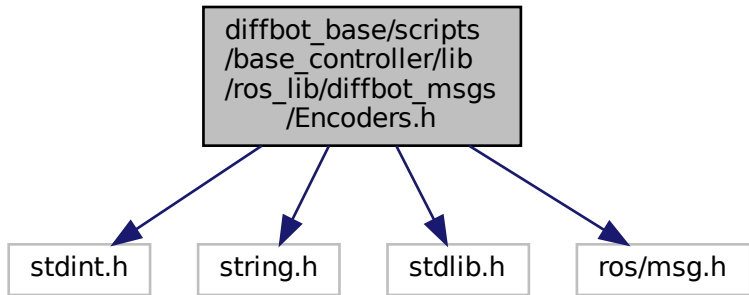 diffbot_base/scripts
/base_controller/lib
/ros_lib/diffbot_msgs
/Encoders.h
stdint.h
string.h
stdlib.h
ros/msg.h